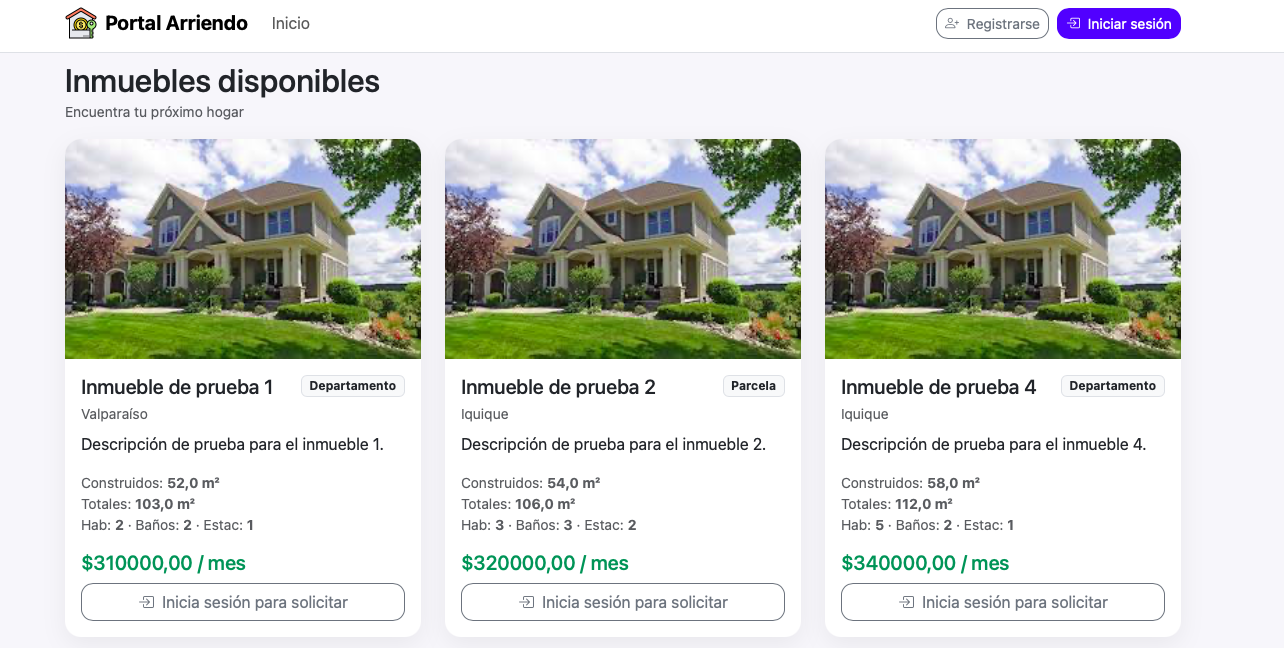 Portal Arriendo
Inicio
Registrarse
Iniciar sesión
Inmuebles disponibles
Encuentra tu próximo hogar
Inmueble de prueba 1
Departamento
Valparaíso
Descripción de prueba para el inmueble 1.
Construidos: 52,0 m²
Totales: 103,0 m²
Hab: 2 · Baños: 2 · Estac: 1
$310000,00 / mes
Inicia sesión para solicitar
Inmueble de prueba 2
Parcela
Iquique
Descripción de prueba para el inmueble 2.
Construidos: 54,0 m²
Totales: 106,0 m²
Hab: 3 · Baños: 3 · Estac: 2
$320000,00 / mes
Inicia sesión para solicitar
Inmueble de prueba 4
Departamento
Iquique
Descripción de prueba para el inmueble 4.
Construidos: 58,0 m²
Totales: 112,0 m²
Hab: 5 · Baños: 2 · Estac: 1
$340000,00 / mes
Inicia sesión para solicitar